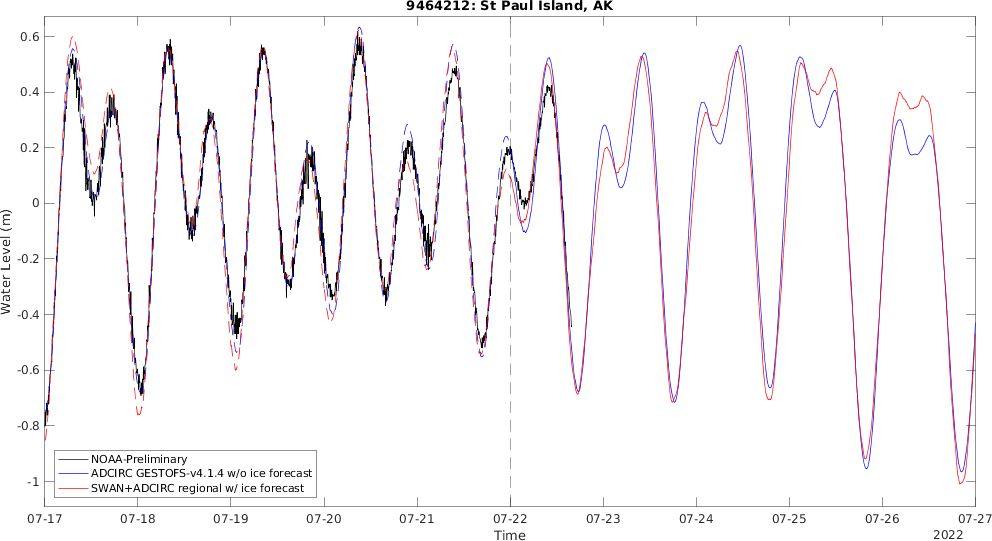 9464212: St Paul Island, AK
Water Level (m)
0.6
0.4
0.2
0
-0.2
-0.4
-0.6
-0.8
-1
NOAA-Preliminary
ADCIRC GESTOFS-v4.1.4 w/o ice forecast
SWAN+ADCIRC regional w/ ice forecast
07-17 07-18 07-19 07-20 07-21 07-22 07-23 07-24 07-25 07-26 07-27
Time
2022